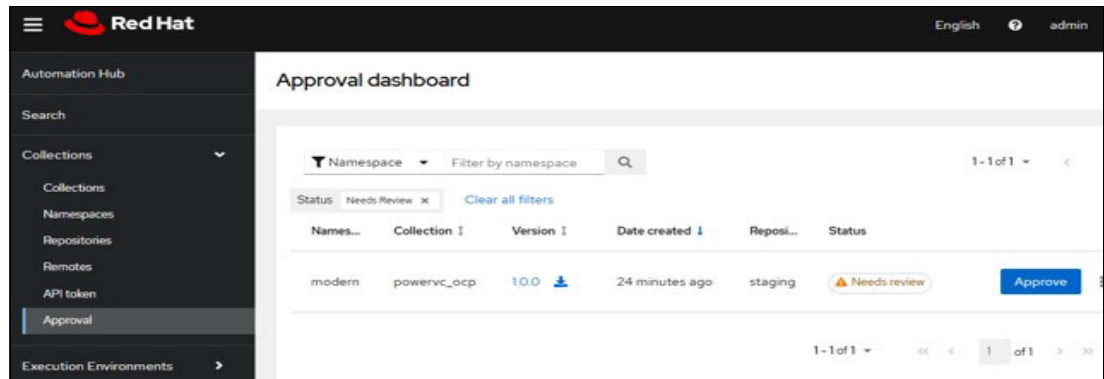 Red Hat
English admin
Automation Hub
Search
Collections
Collections
Namespaces
Repositories
Remotes
API token
Approval
Execution Environments
Approval dashboard
Namespace Filter by namespace
1-1 of 1
Status Needs Review × Clear all filters
Names... Collection Version Date created Reposi... Status
modern powervc_ocp 1.0.0 24 minutes ago staging Needs review Approve
1-1 of 1 << < 1 of 1 > >>